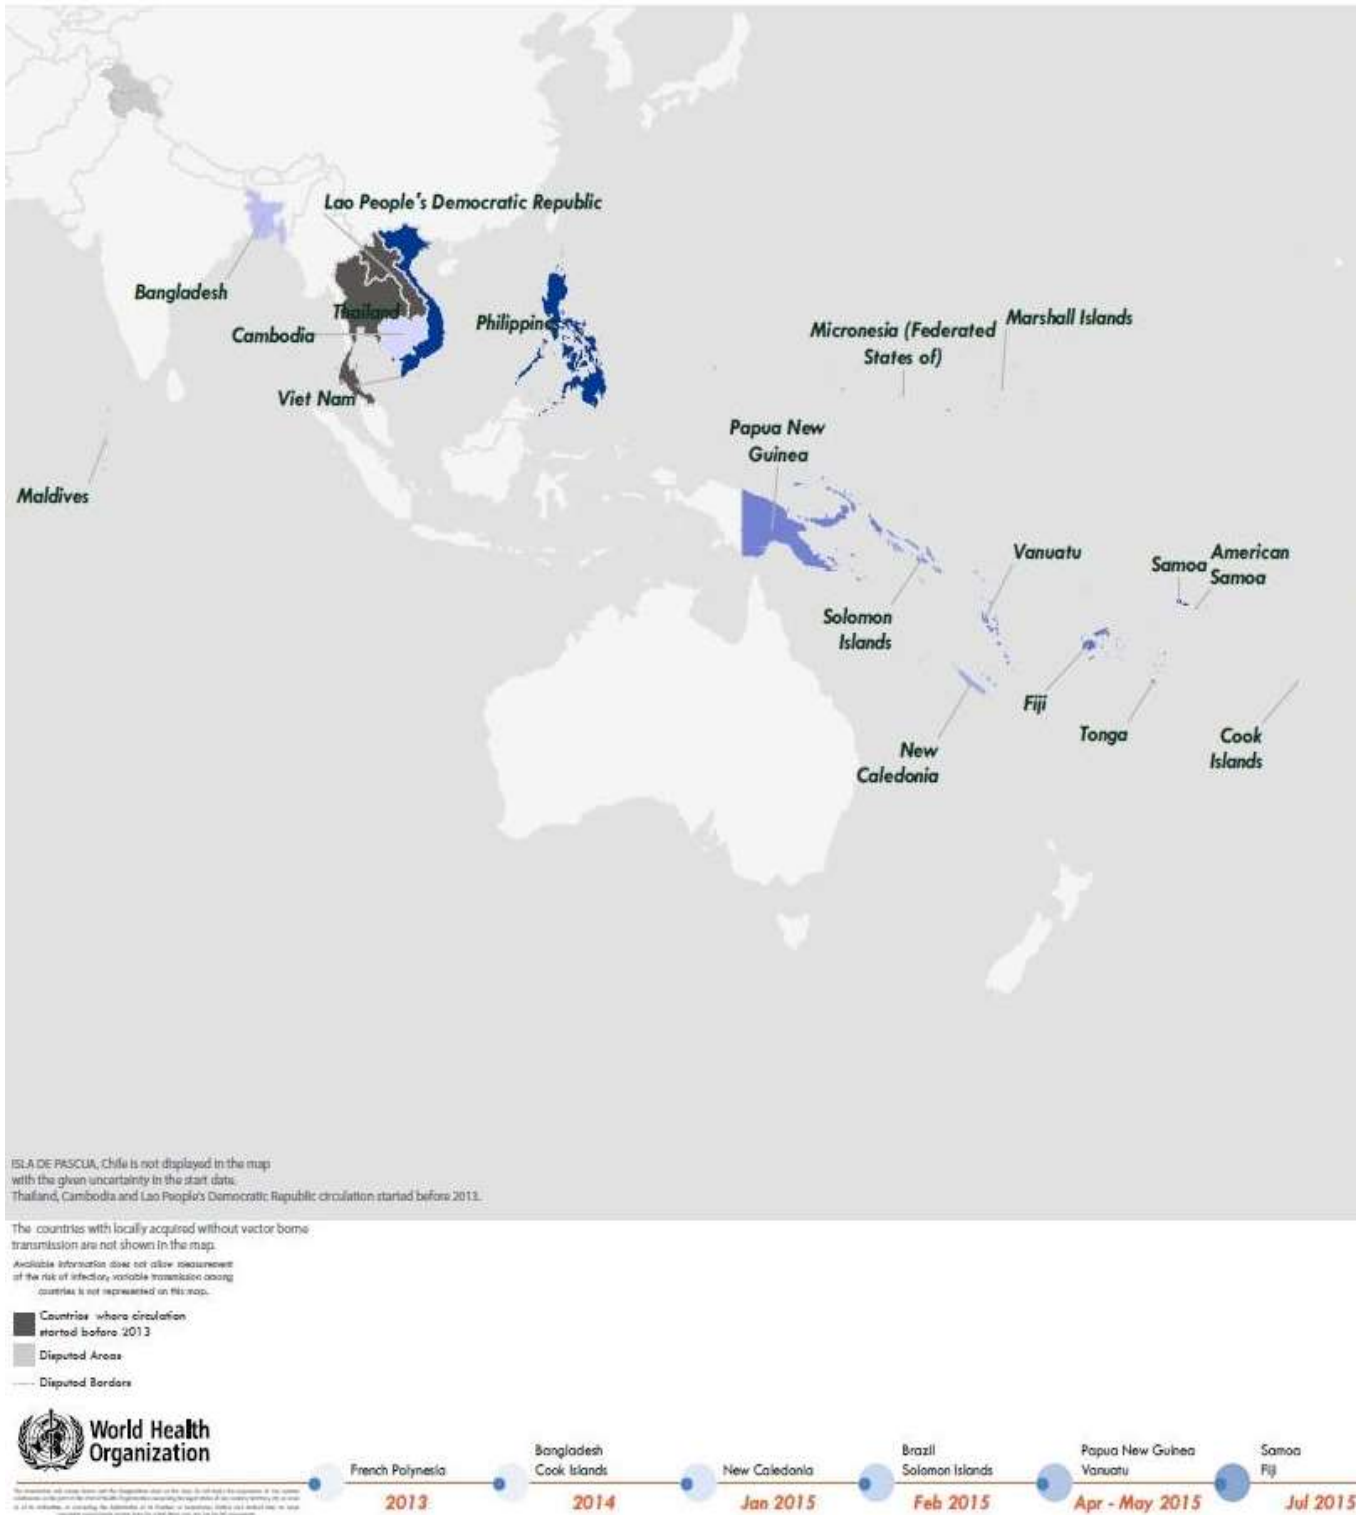 Lao People's Democratic Republic
Bangladesh
Thailand
Cambodia
Philippines
Viet Nam
Micronesia (Federated
States of)
Marshall Islands
Papua New
Guinea
Maldives
Vanuatu
Samoa
American
Samoa
Solomon
Islands
Fiji
Tonga
Cook
Islands
New
Caledonia
ISLA DE PASCUA, Chile is not displayed in the map
with the given uncertainty in the start date.
Thailand, Cambodia and Lao People's Democratic Republic circulation started before 2013.
The countries with locally acquired without vector borne
transmission are not shown in the map.
Available information does not allow measurement
of the risk of infection, variable transmission among
countries is not represented on this map.
Countries where circulation
started before 2013
Disputed Areas
Disputed Borders
World Health
Organization
French Polynesia
2013
Bangladesh
Cook Islands
2014
New Caledonia
Jan 2015
Brazil
Solomon Islands
Feb 2015
Papua New Guinea
Vanuatu
Apr - May 2015
Samoa
Fiji
Jul 2015